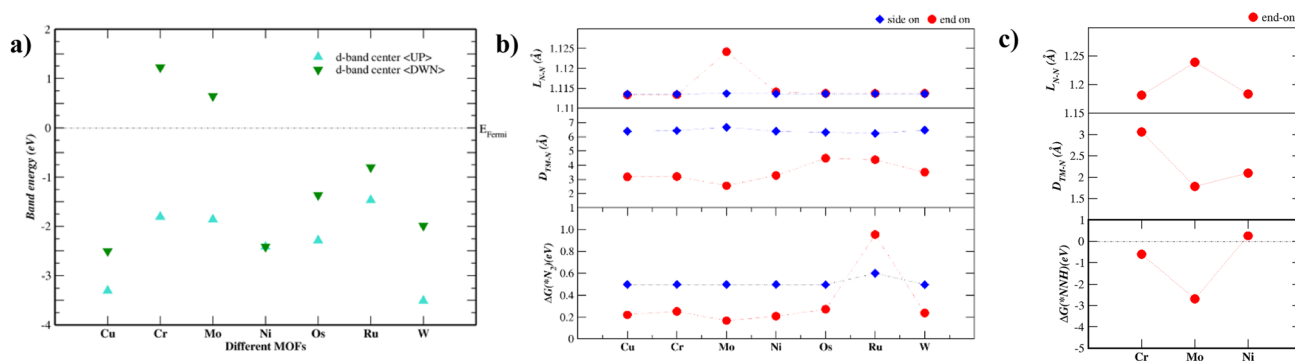 a)
2
1
0
-1
-2
-3
-4
Band energy (eV)
d-band center <UP>
d-band center <DWN>
E_Fermi
Cu Cr Mo Ni Os Ru W
Different MOFs
b)
side on end on
1.125
1.12
1.115
1.11
L_N-N (Å)
7
6
5
4
3
2
1
D_TM-N (Å)
1.0
0.8
0.6
0.4
0.2
0
ΔG(*N₂)(eV)
Cu Cr Mo Ni Os Ru W
c)
end-on
1.25
1.2
1.15
L_N-N (Å)
3
2
1.5
D_TM-N (Å)
1
0
-1
-2
-3
-4
-5
ΔG(*NNH)(eV)
Cr Mo Ni